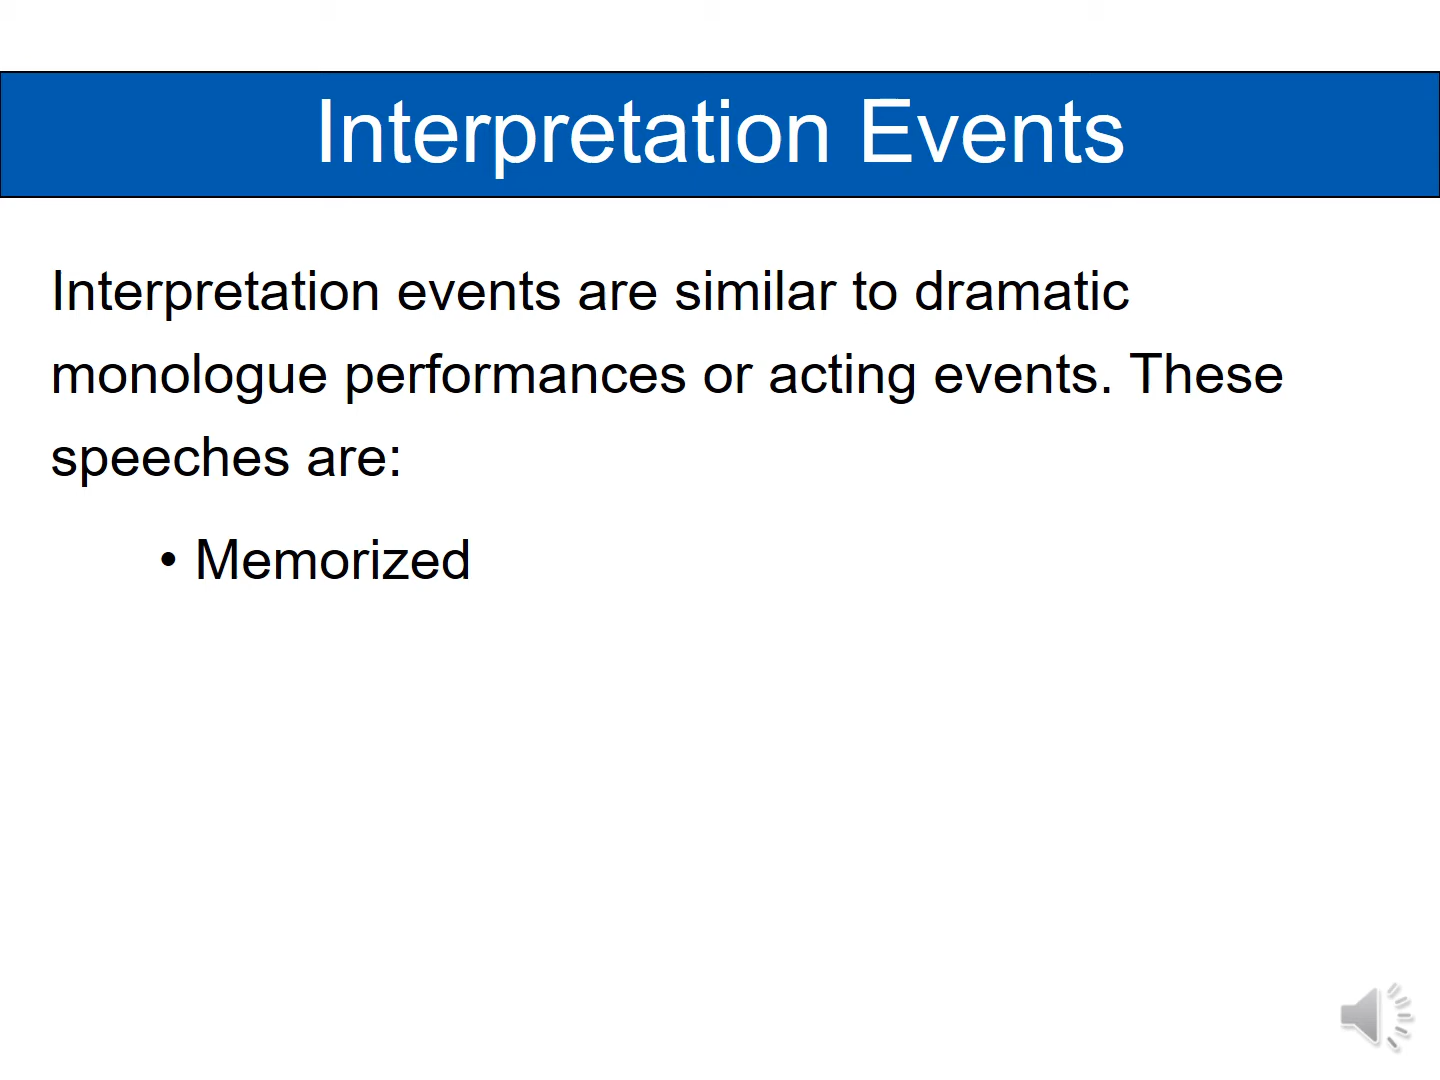 Interpretation Events
Interpretation events are similar to dramatic
monologue performances or acting events. These
speeches are:
• Memorized